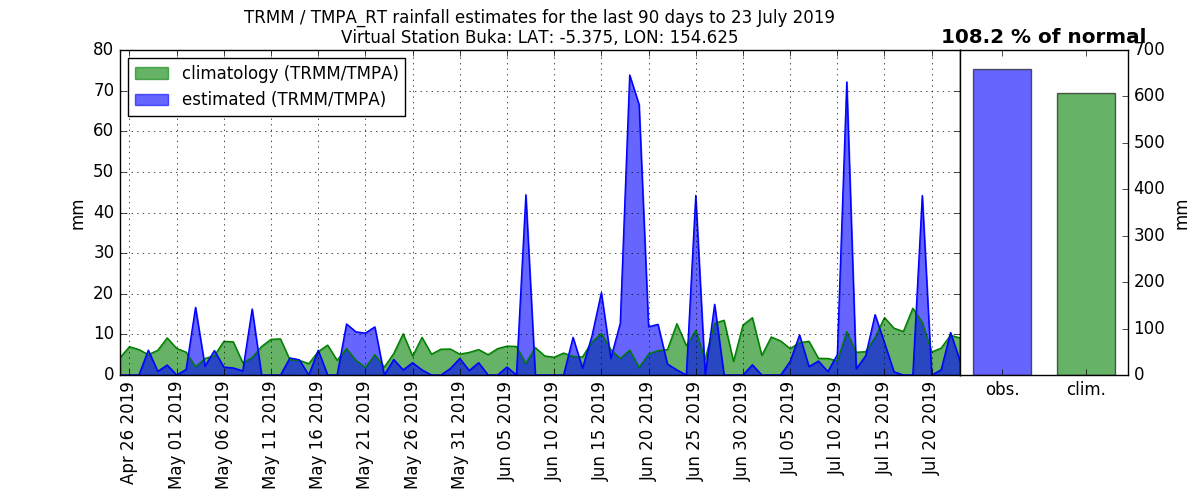 TRMM / TMPA_RT rainfall estimates for the last 90 days to 23 July 2019
Virtual Station Buka: LAT: -5.375, LON: 154.625
108.2 % of normal
climatology (TRMM/TMPA)
estimated (TRMM/TMPA)
80
70
60
50
40
30
20
10
0
mm
Apr 26 2019
May 01 2019
May 06 2019
May 11 2019
May 16 2019
May 21 2019
May 26 2019
May 31 2019
Jun 05 2019
Jun 10 2019
Jun 15 2019
Jun 20 2019
Jun 25 2019
Jun 30 2019
Jul 05 2019
Jul 10 2019
Jul 15 2019
Jul 20 2019
obs.
clim.
700
600
500
400
300
200
100
0
mm